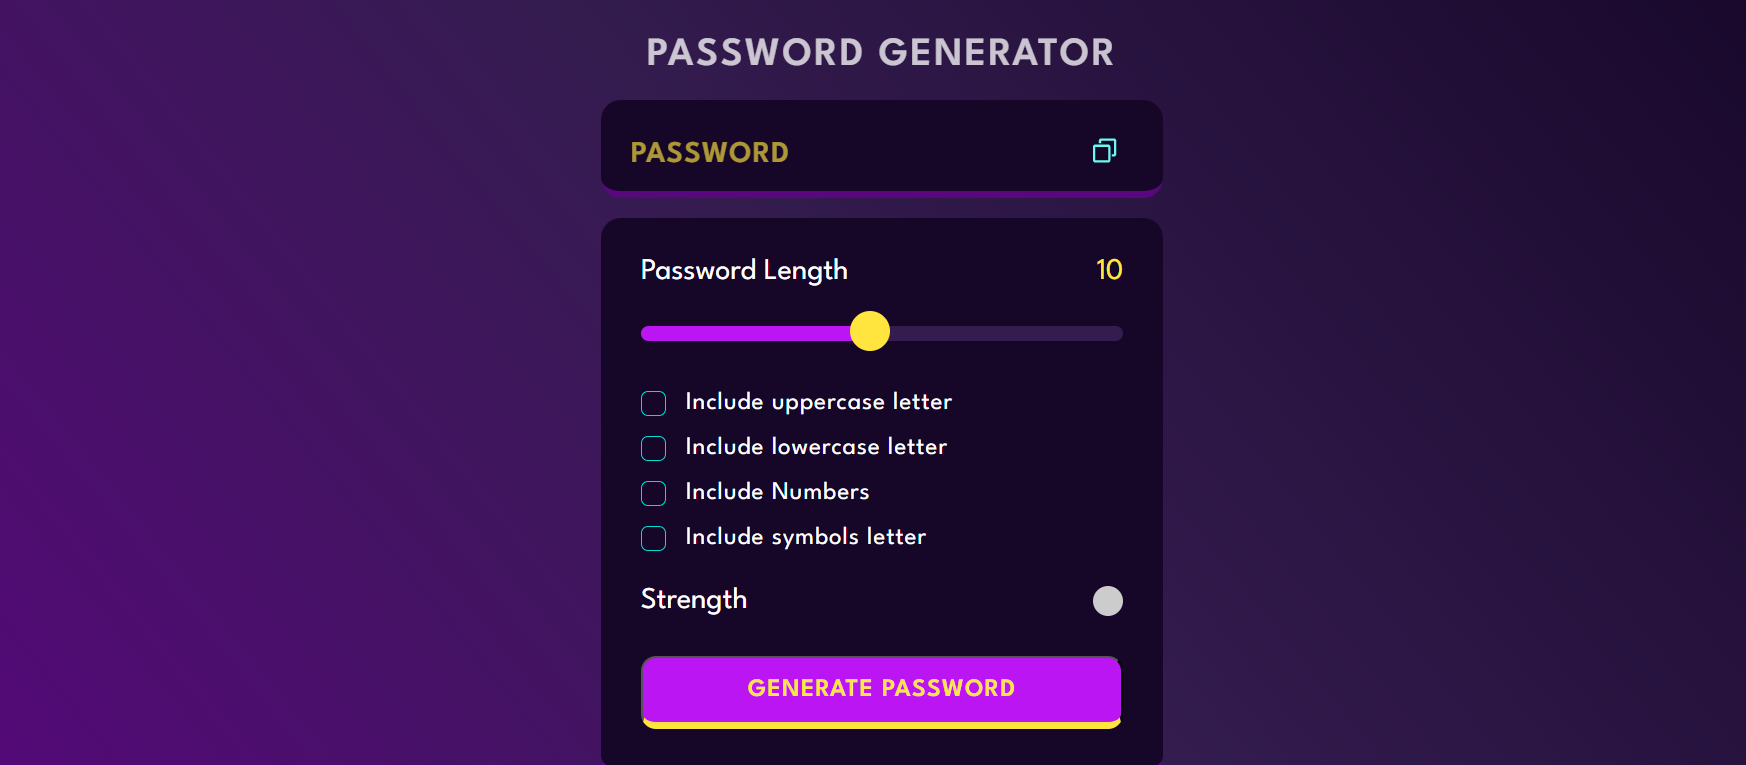 PASSWORD GENERATOR
PASSWORD
Password Length 10
Include uppercase letter
Include lowercase letter
Include Numbers
Include symbols letter
Strength
GENERATE PASSWORD